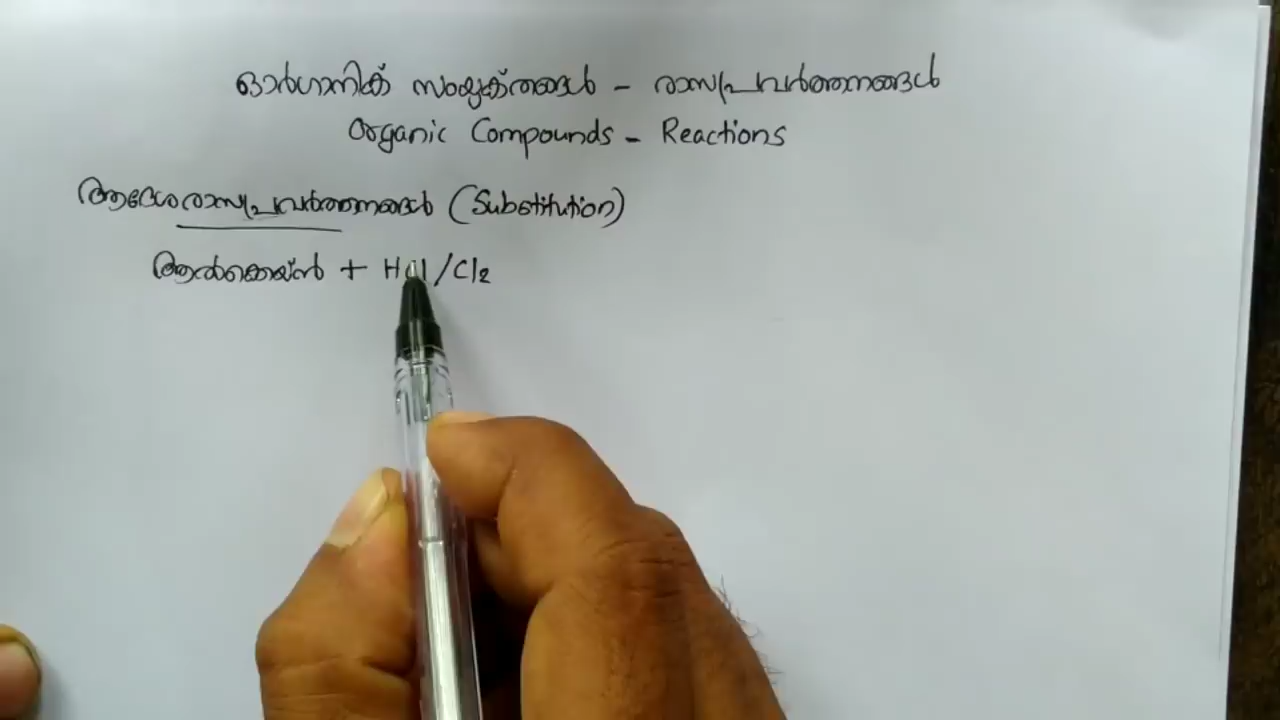 ഓർഗാനിക് സംയുക്തങ്ങൾ - രാസപ്രവർത്തനങ്ങൾ
Organic Compounds - Reactions
ആദേശരാസപ്രവർത്തനങ്ങൾ (Substitution)
ആൽക്കെയ്ൻ + HCl/Cl₂